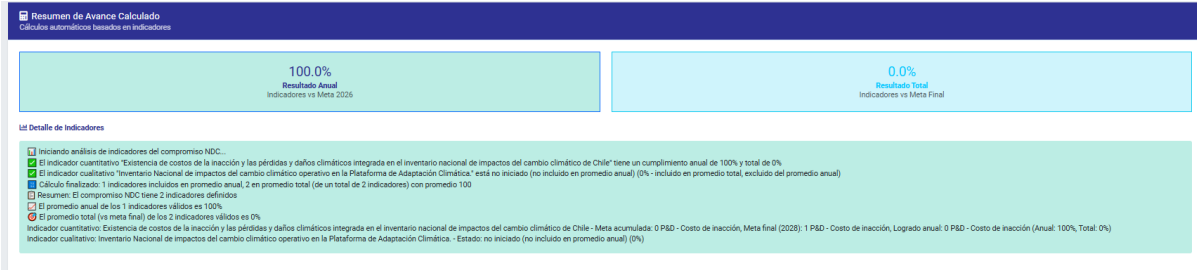 Resumen de Avance Calculado
Cálculos automáticos basados en indicadores
100.0%
Resultado Anual
Indicadores vs Meta 2026
0.0%
Resultado Total
Indicadores vs Meta Final
Detalle de Indicadores
Iniciando análisis de indicadores del compromiso NDC...
El indicador cuantitativo "Existencia de costos de la inacción y las pérdidas y daños climáticos integrada en el inventario nacional de impactos del cambio climático de Chile" tiene un cumplimiento anual de 100% y total de 0%
El indicador cualitativo "Inventario Nacional de impactos del cambio climático operativo en la Plataforma de Adaptación Climática." está no iniciado (no incluido en promedio anual) (0% - incluido en promedio total, excluido del promedio anual)
Cálculo finalizado: 1 indicadores incluidos en promedio anual, 2 en promedio total (de un total de 2 indicadores) con promedio 100
Resumen: El compromiso NDC tiene 2 indicadores definidos
El promedio anual de los 1 indicadores válidos es 100%
El promedio total (vs meta final) de los 2 indicadores válidos es 0%
Indicador cuantitativo: Existencia de costos de la inacción y las pérdidas y daños climáticos integrada en el inventario nacional de impactos del cambio climático de Chile - Meta acumulada: 0 P&D - Costo de inacción, Meta final (2028): 1 P&D - Costo de inacción, Logrado anual: 0 P&D - Costo de inacción (Anual: 100%, Total: 0%)
Indicador cualitativo: Inventario Nacional de impactos del cambio climático operativo en la Plataforma de Adaptación Climática. - Estado: no iniciado (no incluido en promedio anual) (0%)